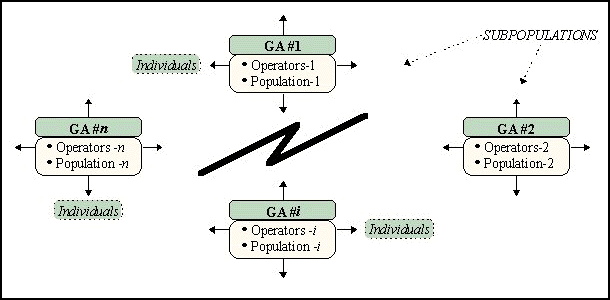 GA #1
Individuals
• Operators-1
• Population-1
SUBPOPULATIONS
GA #n
• Operators -n
• Population -n
Individuals
GA #2
• Operators-2
• Population-2
GA #i
• Operators -i
• Population -i
Individuals